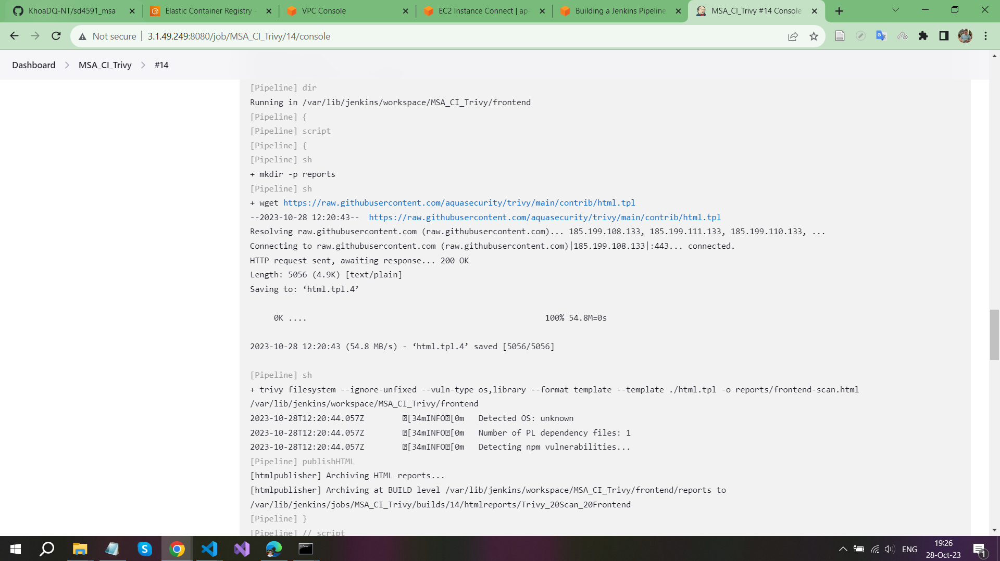 KhoaDQ-NT/sd4591_msa
Elastic Container Registry -
VPC Console
EC2 Instance Connect | ap-
Building a Jenkins Pipeline
MSA_CI_Trivy #14 Console
Not secure
3.1.49.249:8080/job/MSA_CI_Trivy/14/console
Dashboard
MSA_CI_Trivy
#14
[Pipeline] dir
Running in /var/lib/jenkins/workspace/MSA_CI_Trivy/frontend
[Pipeline] {
[Pipeline] script
[Pipeline] {
[Pipeline] sh
+ mkdir -p reports
[Pipeline] sh
+ wget https://raw.githubusercontent.com/aquasecurity/trivy/main/contrib/html.tpl
--2023-10-28 12:20:43--  https://raw.githubusercontent.com/aquasecurity/trivy/main/contrib/html.tpl
Resolving raw.githubusercontent.com (raw.githubusercontent.com)... 185.199.108.133, 185.199.111.133, 185.199.110.133, ...
Connecting to raw.githubusercontent.com (raw.githubusercontent.com)|185.199.108.133|:443... connected.
HTTP request sent, awaiting response... 200 OK
Length: 5056 (4.9K) [text/plain]
Saving to: ‘html.tpl.4’
0K .... 100% 54.8M=0s
2023-10-28 12:20:43 (54.8 MB/s) - ‘html.tpl.4’ saved [5056/5056]
[Pipeline] sh
+ trivy filesystem --ignore-unfixed --vuln-type os,library --format template --template ./html.tpl -o reports/frontend-scan.html
/var/lib/jenkins/workspace/MSA_CI_Trivy/frontend
2023-10-28T12:20:44.057Z [34mINFO[0m Detected OS: unknown
2023-10-28T12:20:44.057Z [34mINFO[0m Number of PL dependency files: 1
2023-10-28T12:20:44.057Z [34mINFO[0m Detecting npm vulnerabilities...
[Pipeline] publishHTML
[htmlpublisher] Archiving HTML reports...
[htmlpublisher] Archiving at BUILD level /var/lib/jenkins/workspace/MSA_CI_Trivy/frontend/reports to
/var/lib/jenkins/jobs/MSA_CI_Trivy/builds/14/htmlreports/Trivy_20Scan_20Frontend
[Pipeline] }
[Pipeline] // script
ENG
19:26
28-Oct-23
1